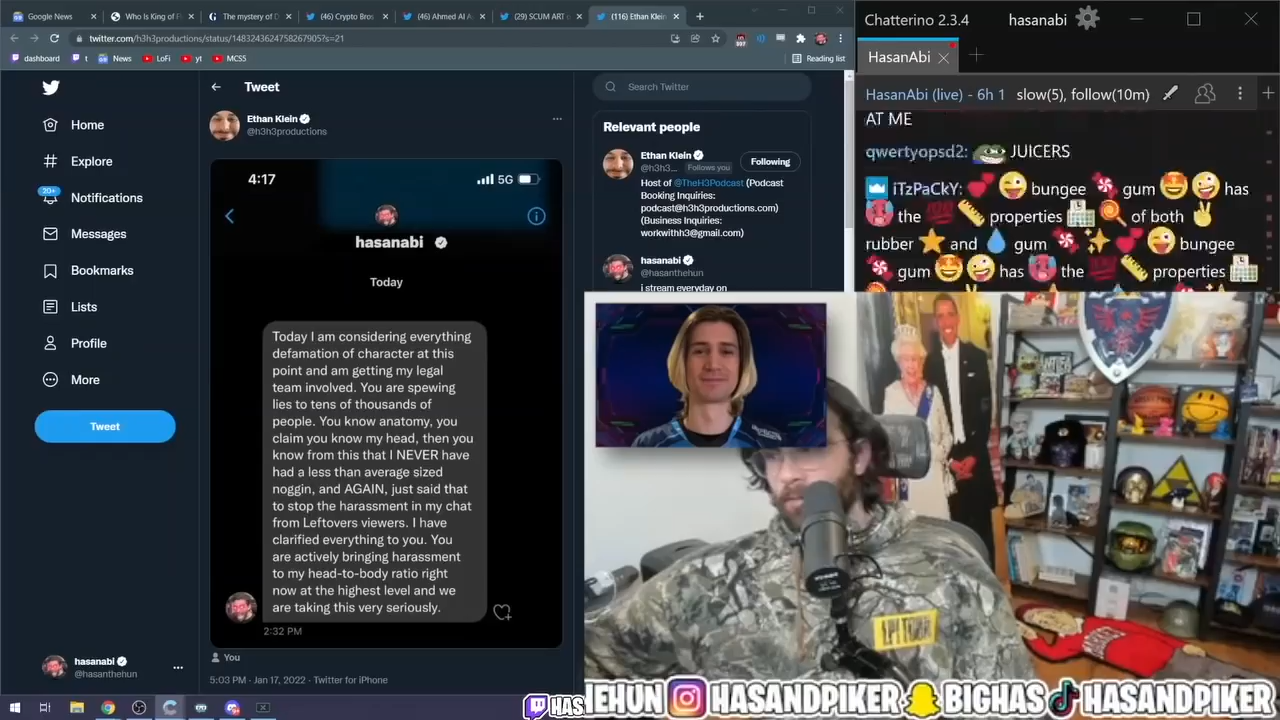 Google News
Who Is King of F
The mystery of D
(46) Crypto Bros
(46) Ahmed Al A
(29) SCUM ART
(116) Ethan Klein
twitter.com/h3h3productions/status/1483243624758267905?s=21
dashboard
t
News
LoFi
yt
MCS5
Reading list
Home
Explore
20+
Notifications
Messages
Bookmarks
Lists
Profile
More
Tweet
hasanabi
@hasanthehun
Tweet
Ethan Klein
@h3h3productions
4:17
5G
hasanabi
Today
Today I am considering everything
defamation of character at this
point and am getting my legal
team involved. You are spewing
lies to tens of thousands of
people. You know anatomy, you
claim you know my head, then you
know from this that I NEVER have
had a less than average sized
noggin, and AGAIN, just said that
to stop the harassment in my chat
from Leftovers viewers. I have
clarified everything to you. You
are actively bringing harassment
to my head-to-body ratio right
now at the highest level and we
are taking this very seriously.
2:32 PM
You
5:03 PM · Jan 17, 2022 · Twitter for iPhone
Search Twitter
Relevant people
Ethan Klein
@h3h3...
Follows you
Following
Host of @TheH3Podcast (Podcast
Booking Inquiries:
podcast@h3h3productions.com)
(Business Inquiries:
workwithh3@gmail.com)
hasanabi
@hasanthehun
i stream everyday on
Chatterino 2.3.4
hasanabi
HasanAbi
HasanAbi (live) - 6h 1
slow(5), follow(10m)
AT ME
qwertyopsd2: JUICERS
iTzPaCkY: 💕 😜 bungee 🍬 gum 🤩 😜 has
🥵 the 💯 📏 properties 🏨 🍭 of both ✌
rubber ⭐ and 💧 gum 🍬 ✨ 💕 😜 bungee
🍬 gum 🤩 😜 has 🥵 the 💯 📏 properties 🏨
HAS
HEHUN
HASANDPIKER
BIGHAS
HASANDPIKER